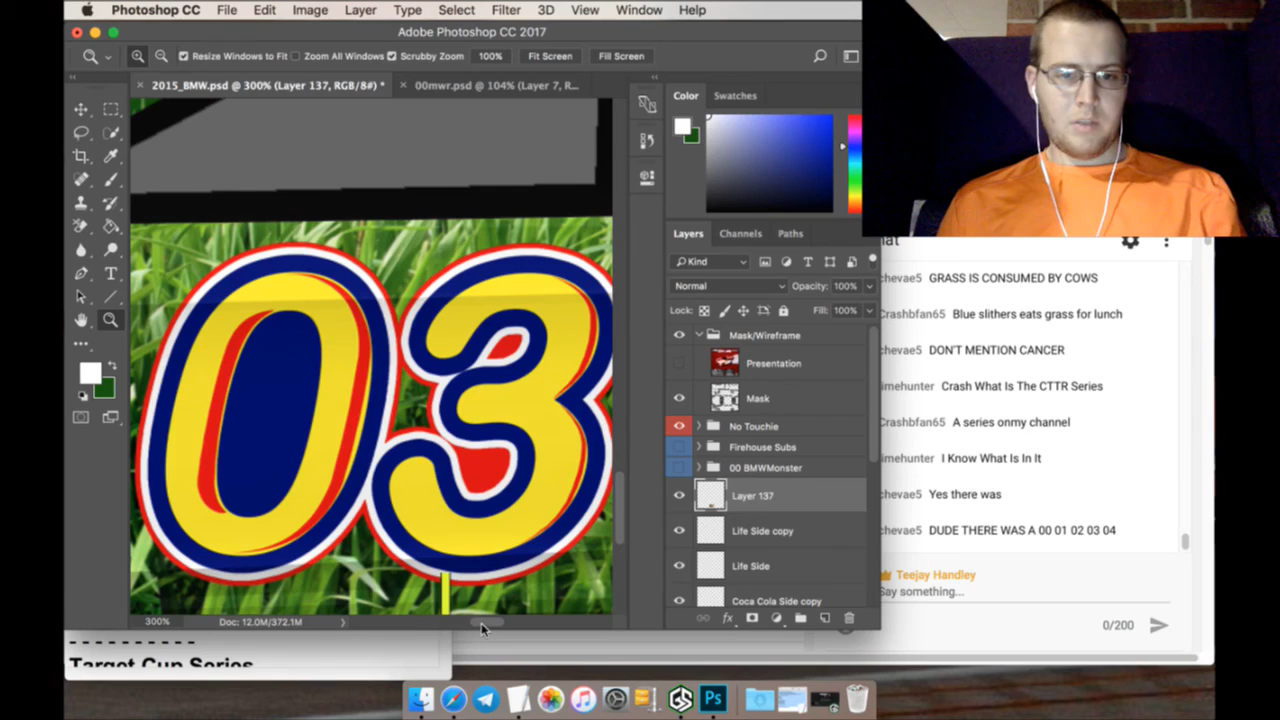 Photoshop CC File Edit Image Layer Type Select Filter 3D View Window Help
Adobe Photoshop CC 2017
Resize Windows to Fit Zoom All Windows Scrubby Zoom 100% Fit Screen Fill Screen
2015_BMW.psd @ 300% (Layer 137, RGB/8#) * 00mwr.psd @ 104% (Layer 7, R...
Color Swatches
03
Layers Channels Paths
Kind
Normal Opacity: 100%
Lock: Fill: 100%
Mask/Wireframe
Presentation
Mask
No Touchie
Firehouse Subs
00 BMWMonster
Layer 137
Life Side copy
Life Side
Coca Cola Side copy
fx
300% Doc: 12.0M/372.1M
----------
Target Cup Series
hat
chevae5 GRASS IS CONSUMED BY COWS
Crashbfan65 Blue slithers eats grass for lunch
chevae5 DON'T MENTION CANCER
imehunter Crash What Is The CTTR Series
Crashbfan65 A series onmy channel
imehunter I Know What Is In It
chevae5 Yes there was
chevae5 DUDE THERE WAS A 00 01 02 03 04
Teejay Handley
Say something...
0/200
Ps